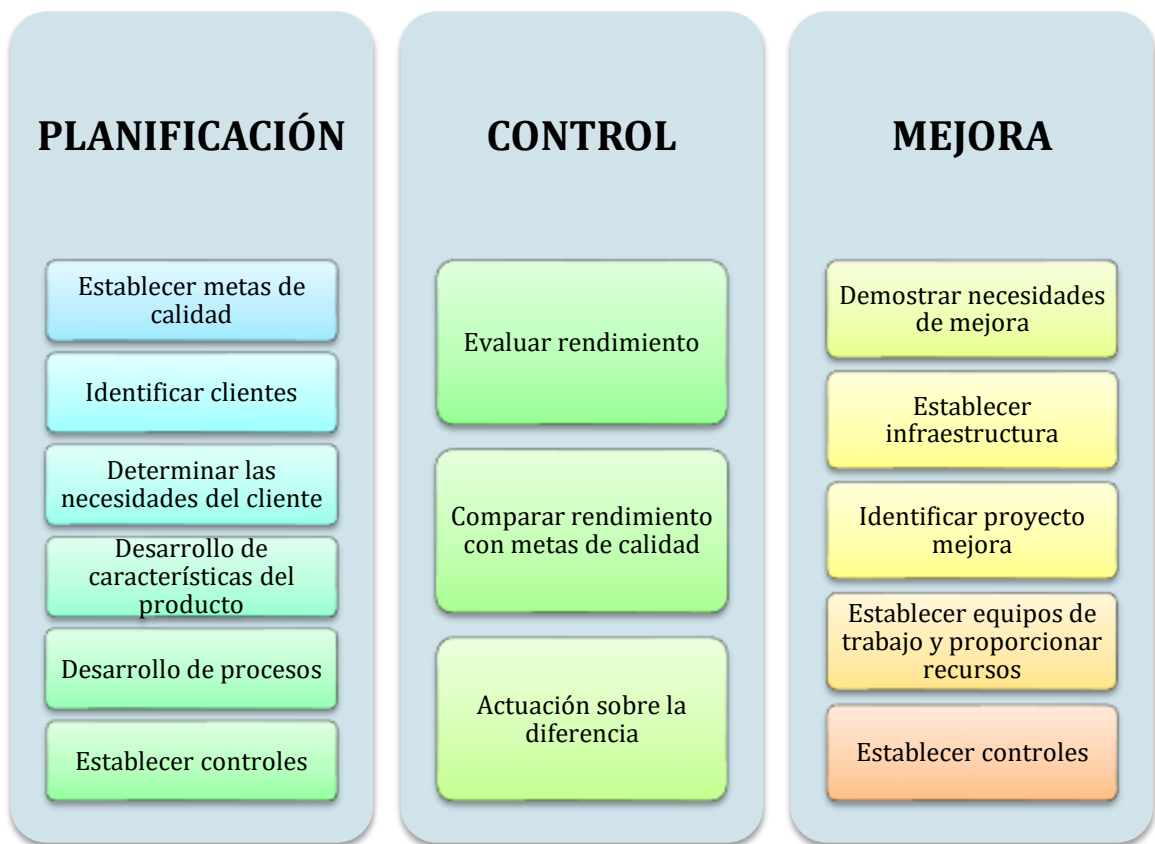 PLANIFICACIÓN
Establecer metas de
calidad
Identificar clientes
Determinar las
necesidades del cliente
Desarrollo de
características del
producto
Desarrollo de procesos
Establecer controles
CONTROL
Evaluar rendimiento
Comparar rendimiento
con metas de calidad
Actuación sobre la
diferencia
MEJORA
Demostrar necesidades
de mejora
Establecer
infraestructura
Identificar proyecto
mejora
Establecer equipos de
trabajo y proporcionar
recursos
Establecer controles